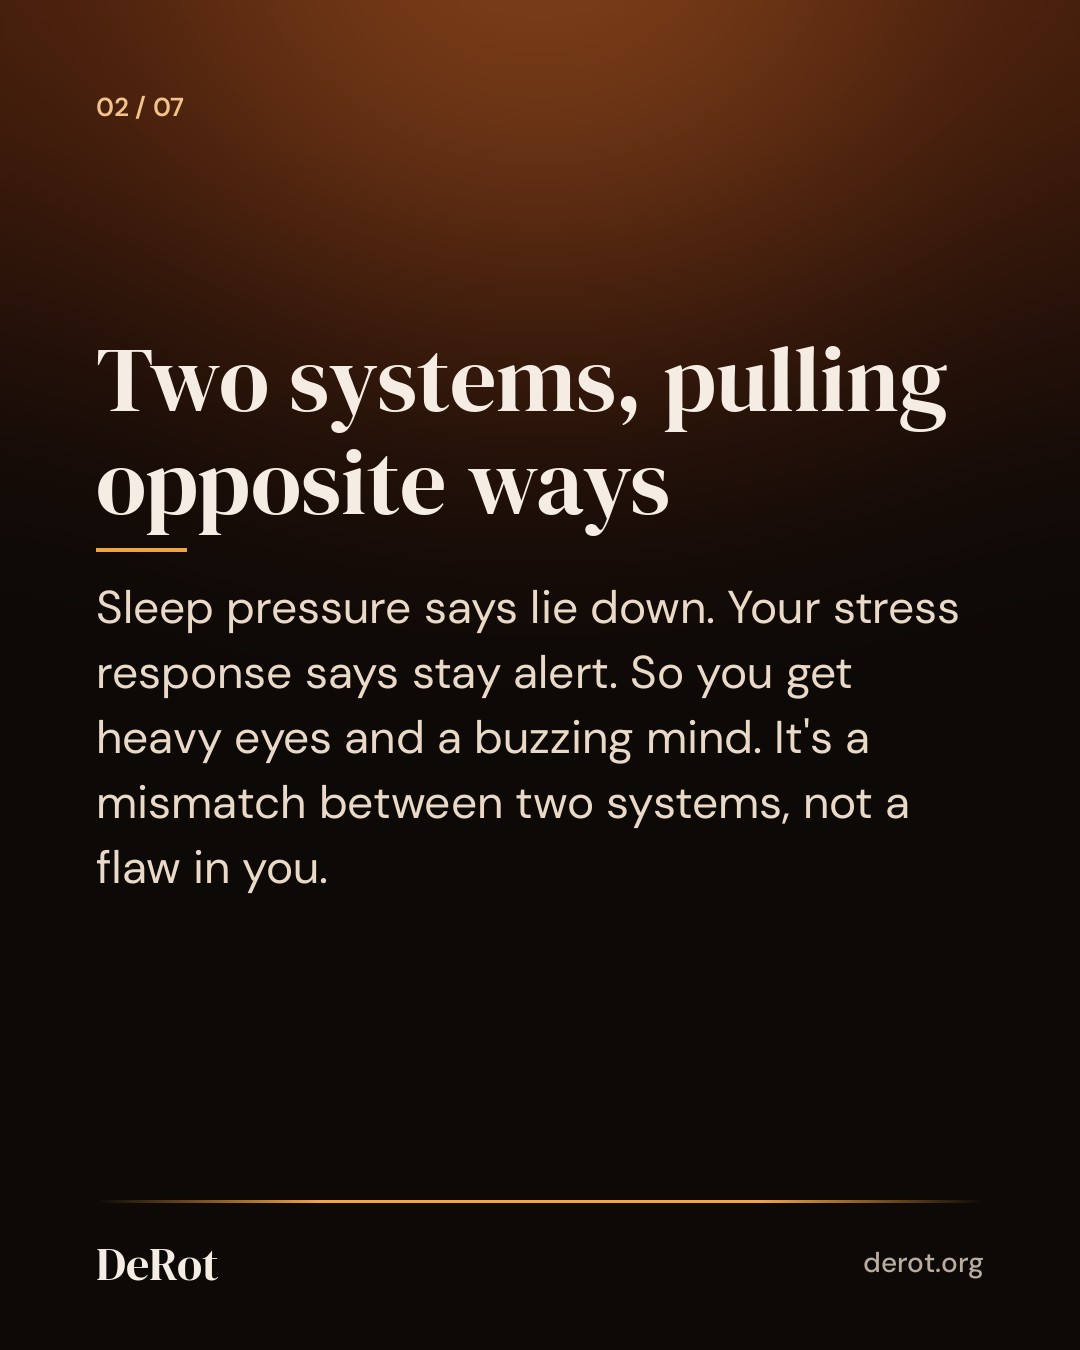 02 / 07
Two systems, pulling
opposite ways
Sleep pressure says lie down. Your stress
response says stay alert. So you get
heavy eyes and a buzzing mind. It's a
mismatch between two systems, not a
flaw in you.
DeRot
derot.org